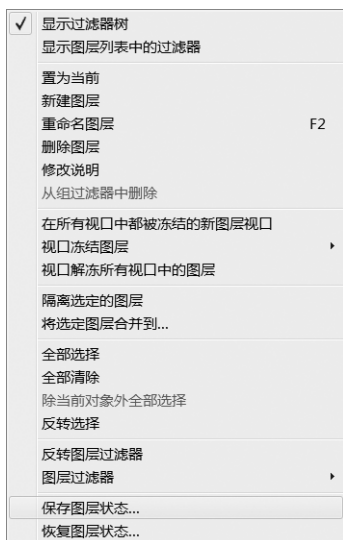 显示过滤器树
显示图层列表中的过滤器
置为当前
新建图层
重命名图层 F2
删除图层
修改说明
从组过滤器中删除
在所有视口中都被冻结的新图层视口
视口冻结图层
视口解冻所有视口中的图层
隔离选定的图层
将选定图层合并到...
全部选择
全部清除
除当前对象外全部选择
反转选择
反转图层过滤器
图层过滤器
保存图层状态...
恢复图层状态...